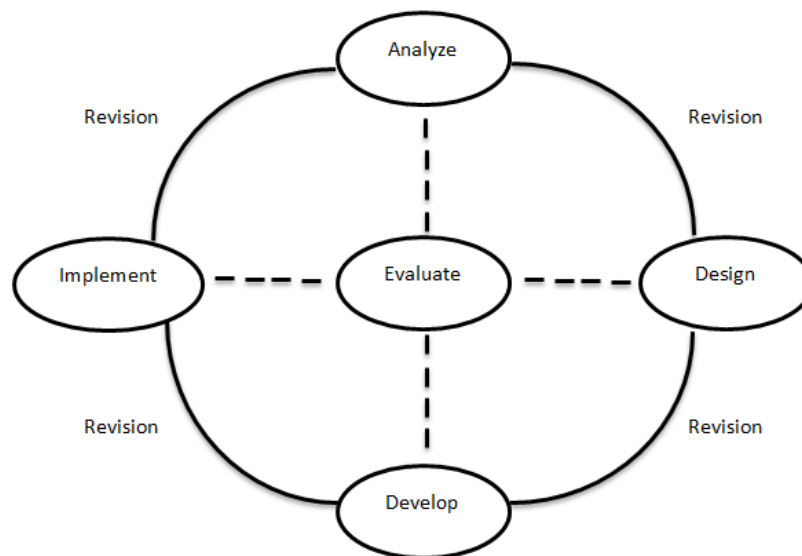 Analyze
Revision
Revision
Implement
Evaluate
Design
Revision
Revision
Develop